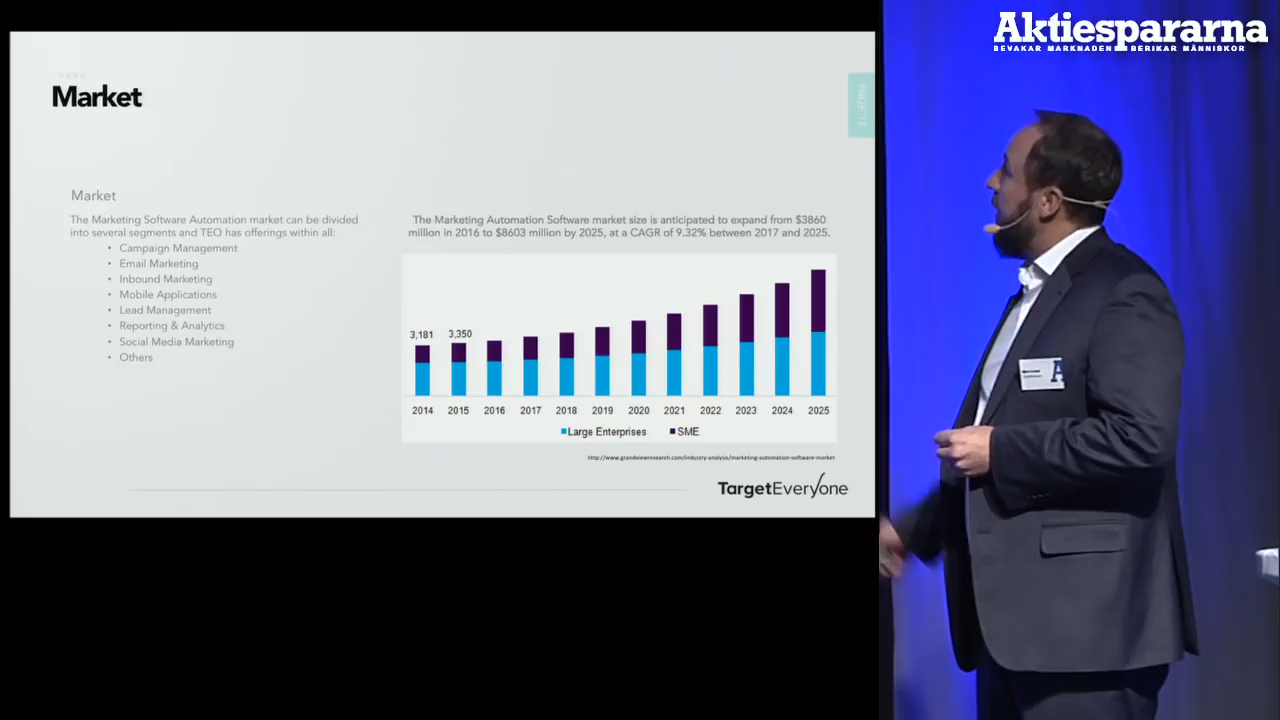 Aktiespararna
BEVAKAR MARKNADEN BERIKAR MÄNNISKOR
Market
Market
The Marketing Software Automation market can be divided
into several segments and TEO has offerings within all:
• Campaign Management
• Email Marketing
• Inbound Marketing
• Mobile Applications
• Lead Management
• Reporting & Analytics
• Social Media Marketing
• Others
The Marketing Automation Software market size is anticipated to expand from $3860
million in 2016 to $8603 million by 2025, at a CAGR of 9.32% between 2017 and 2025.
3,181 3,350
2014 2015 2016 2017 2018 2019 2020 2021 2022 2023 2024 2025
Large Enterprises SME
http://www.grandviewresearch.com/industry-analysis/marketing-automation-software-market
TargetEveryone
A